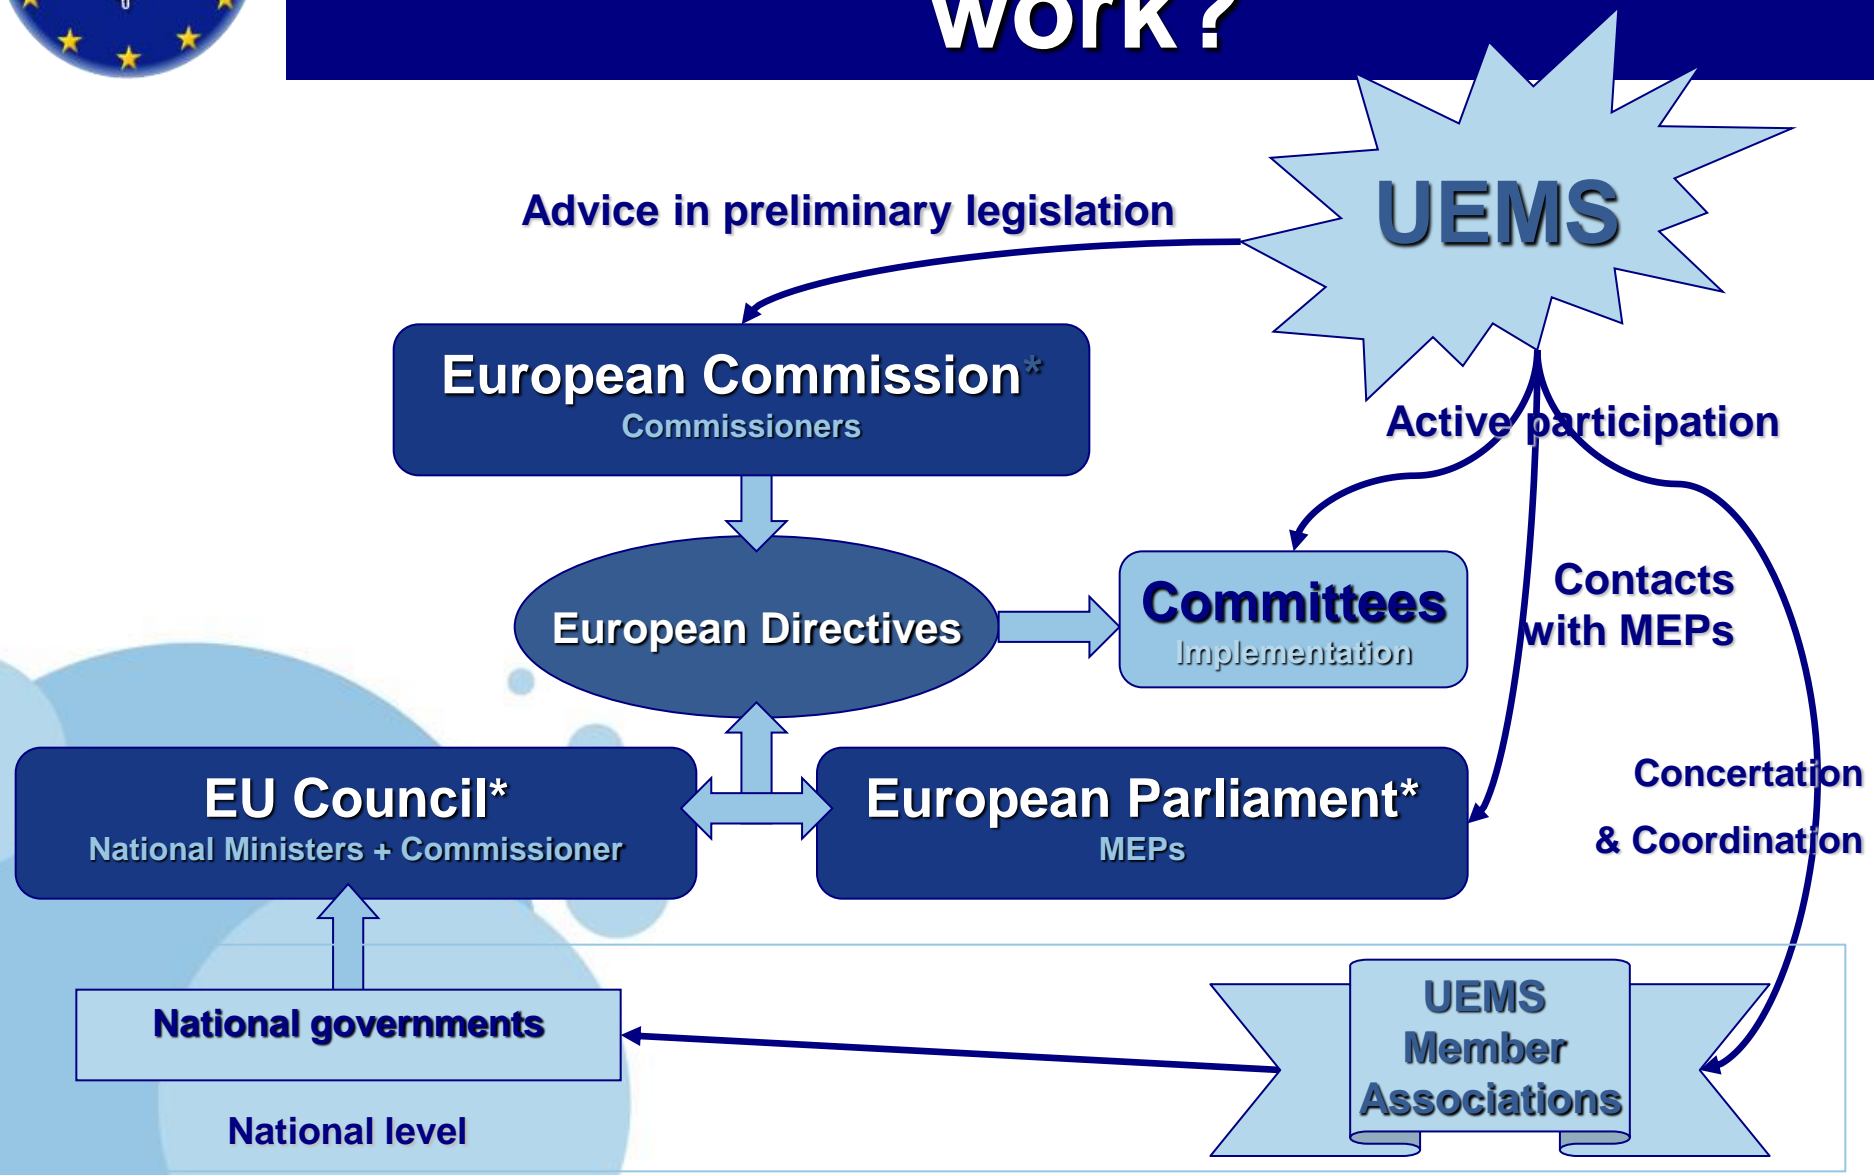 work?
UEMS
Advice in preliminary legislation
European Commission*
Commissioners
Active participation
European Directives
Committees
Implementation
Contacts
with MEPs
EU Council*
National Ministers + Commissioner
European Parliament*
MEPs
Concertation
& Coordination
National governments
National level
UEMS
Member
Associations